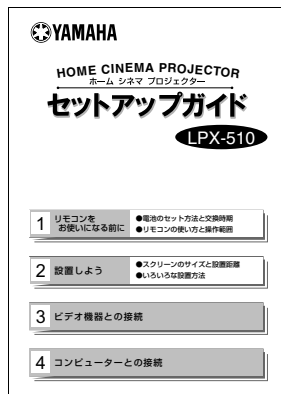 YAMAHA
HOME CINEMA PROJECTOR
ホーム シネマ プロジェクター
セットアップガイド
LPX-510
1 リモコンを
お使いになる前に
●電池のセット方法と交換時期
●リモコンの使い方と操作範囲
2 設置しよう
●スクリーンのサイズと設置距離
●いろいろな設置方法
3 ビデオ機器との接続
4 コンピューターとの接続